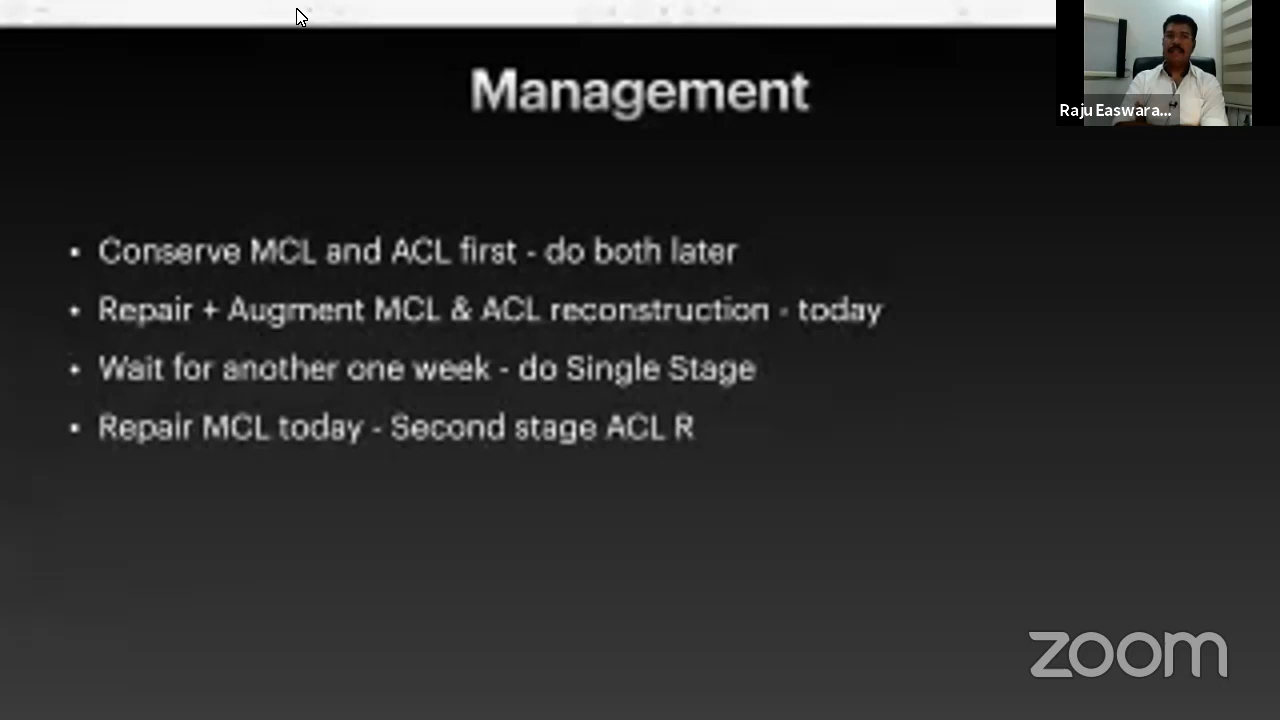 Management
Raju Easwara...
• Conserve MCL and ACL first - do both later
• Repair + Augment MCL & ACL reconstruction - today
• Wait for another one week - do Single Stage
• Repair MCL today - Second stage ACL R
zoom